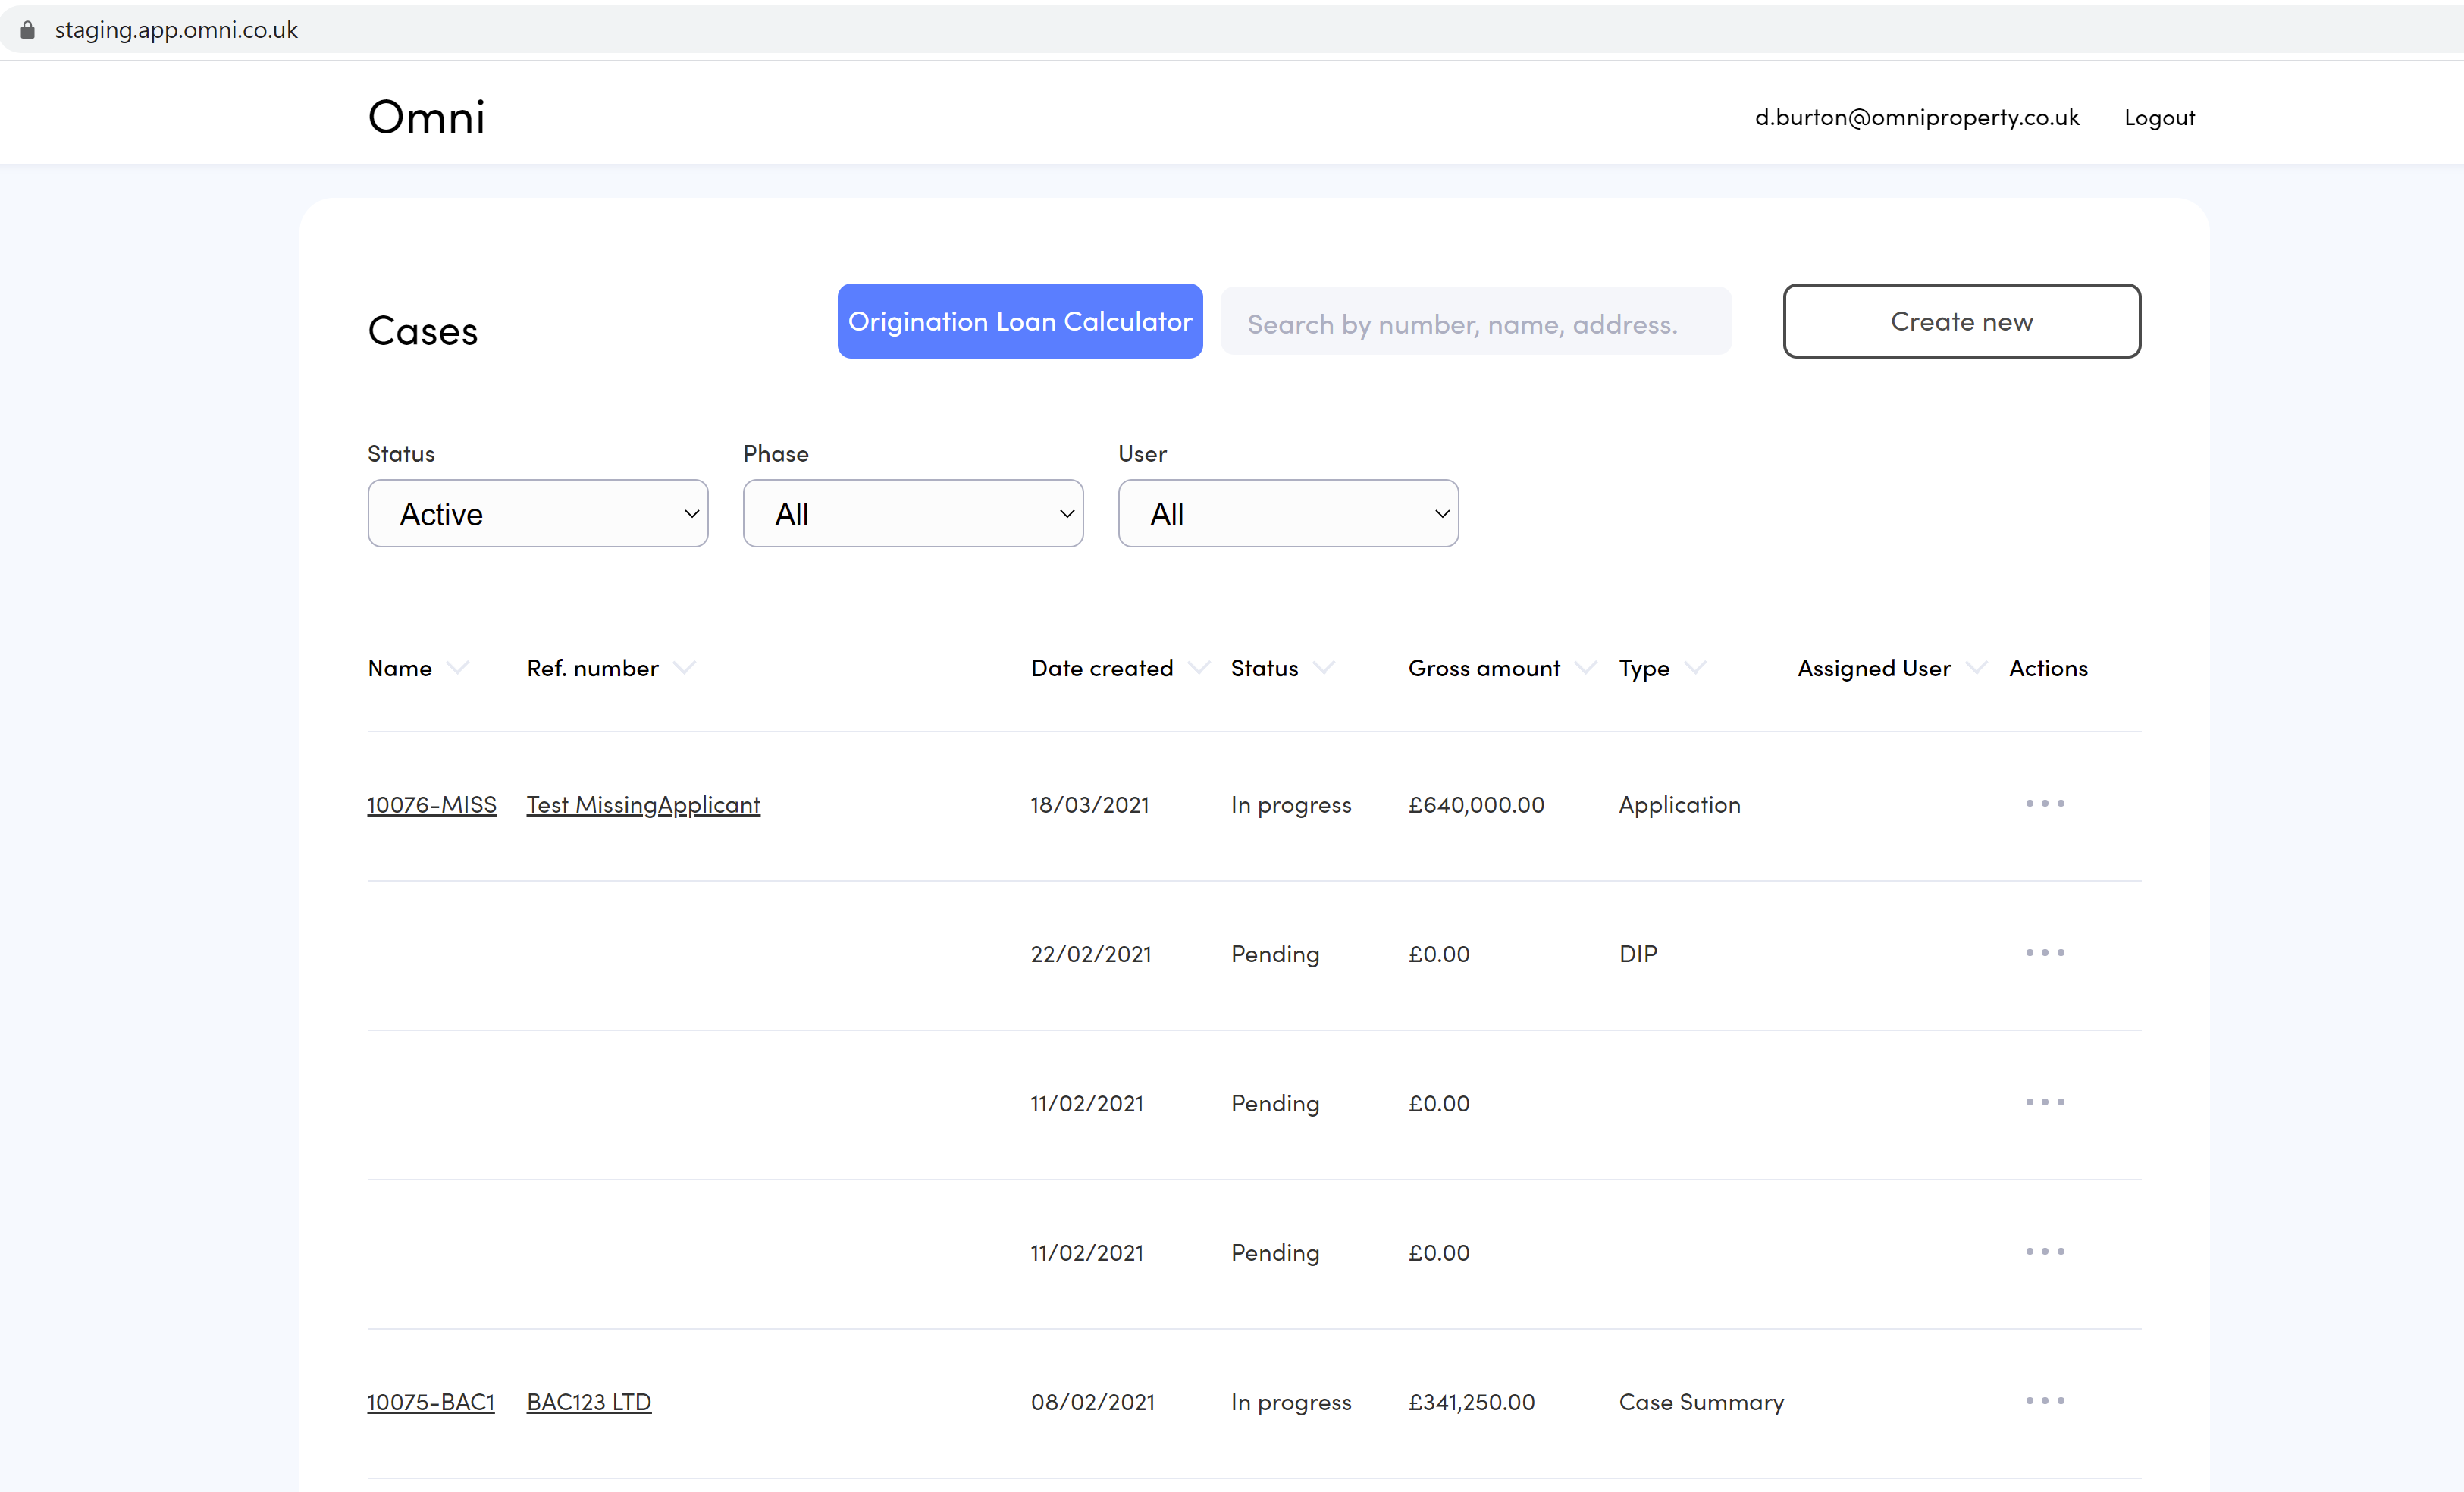 staging.app.omni.co.uk
Omni
d.burton@omniproperty.co.uk Logout
Cases
Origination Loan Calculator
Search by number, name, address.
Create new
Status Phase User
Active All All
Name Ref. number Date created Status Gross amount Type Assigned User Actions
10076-MISS Test MissingApplicant 18/03/2021 In progress £640,000.00 Application
22/02/2021 Pending £0.00 DIP
11/02/2021 Pending £0.00
11/02/2021 Pending £0.00
10075-BAC1 BAC123 LTD 08/02/2021 In progress £341,250.00 Case Summary